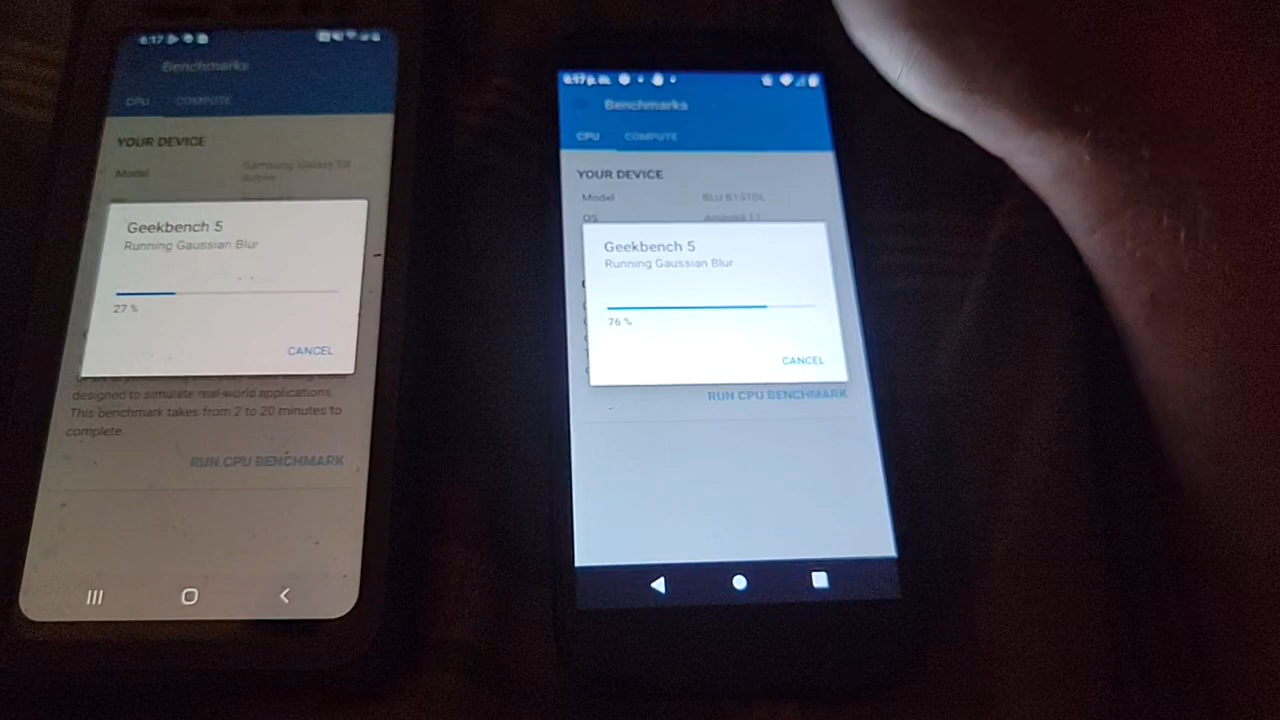 6:17
Benchmarks
CPU COMPUTE
YOUR DEVICE
Model Samsung Galaxy S8
Active
Geekbench 5
Running Gaussian Blur
27 %
CANCEL
designed to simulate real-world applications.
This benchmark takes from 2 to 20 minutes to
complete.
RUN CPU BENCHMARK
6:17 p. m.
Benchmarks
CPU COMPUTE
YOUR DEVICE
Model BLU
OS Android 11
Geekbench 5
Running Gaussian Blur
76 %
CANCEL
RUN CPU BENCHMARK